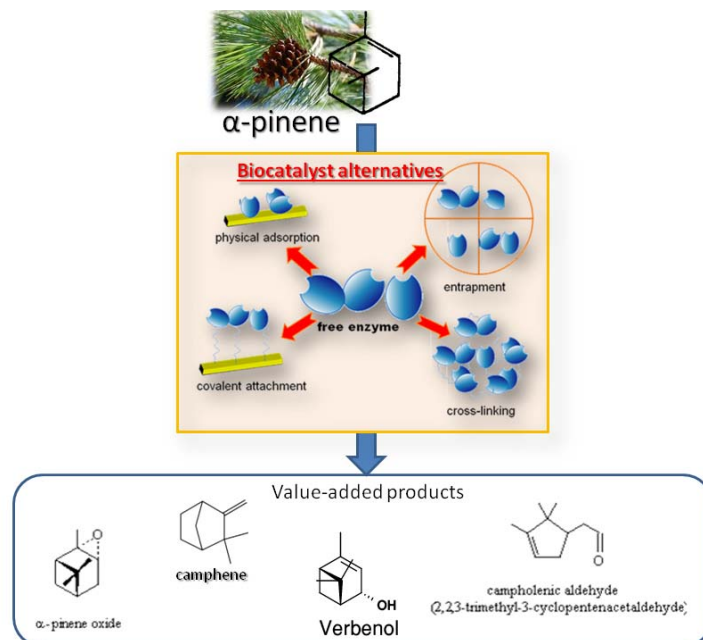 α-pinene
Biocatalyst alternatives
physical adsorption
entrapment
free enzyme
covalent attachment
cross-linking
Value-added products
O
α-pinene oxide
camphene
OH
Verbenol
O
campholenic aldehyde
(2,2,3-trimethyl-3-cyclopentenacetaldehyde)